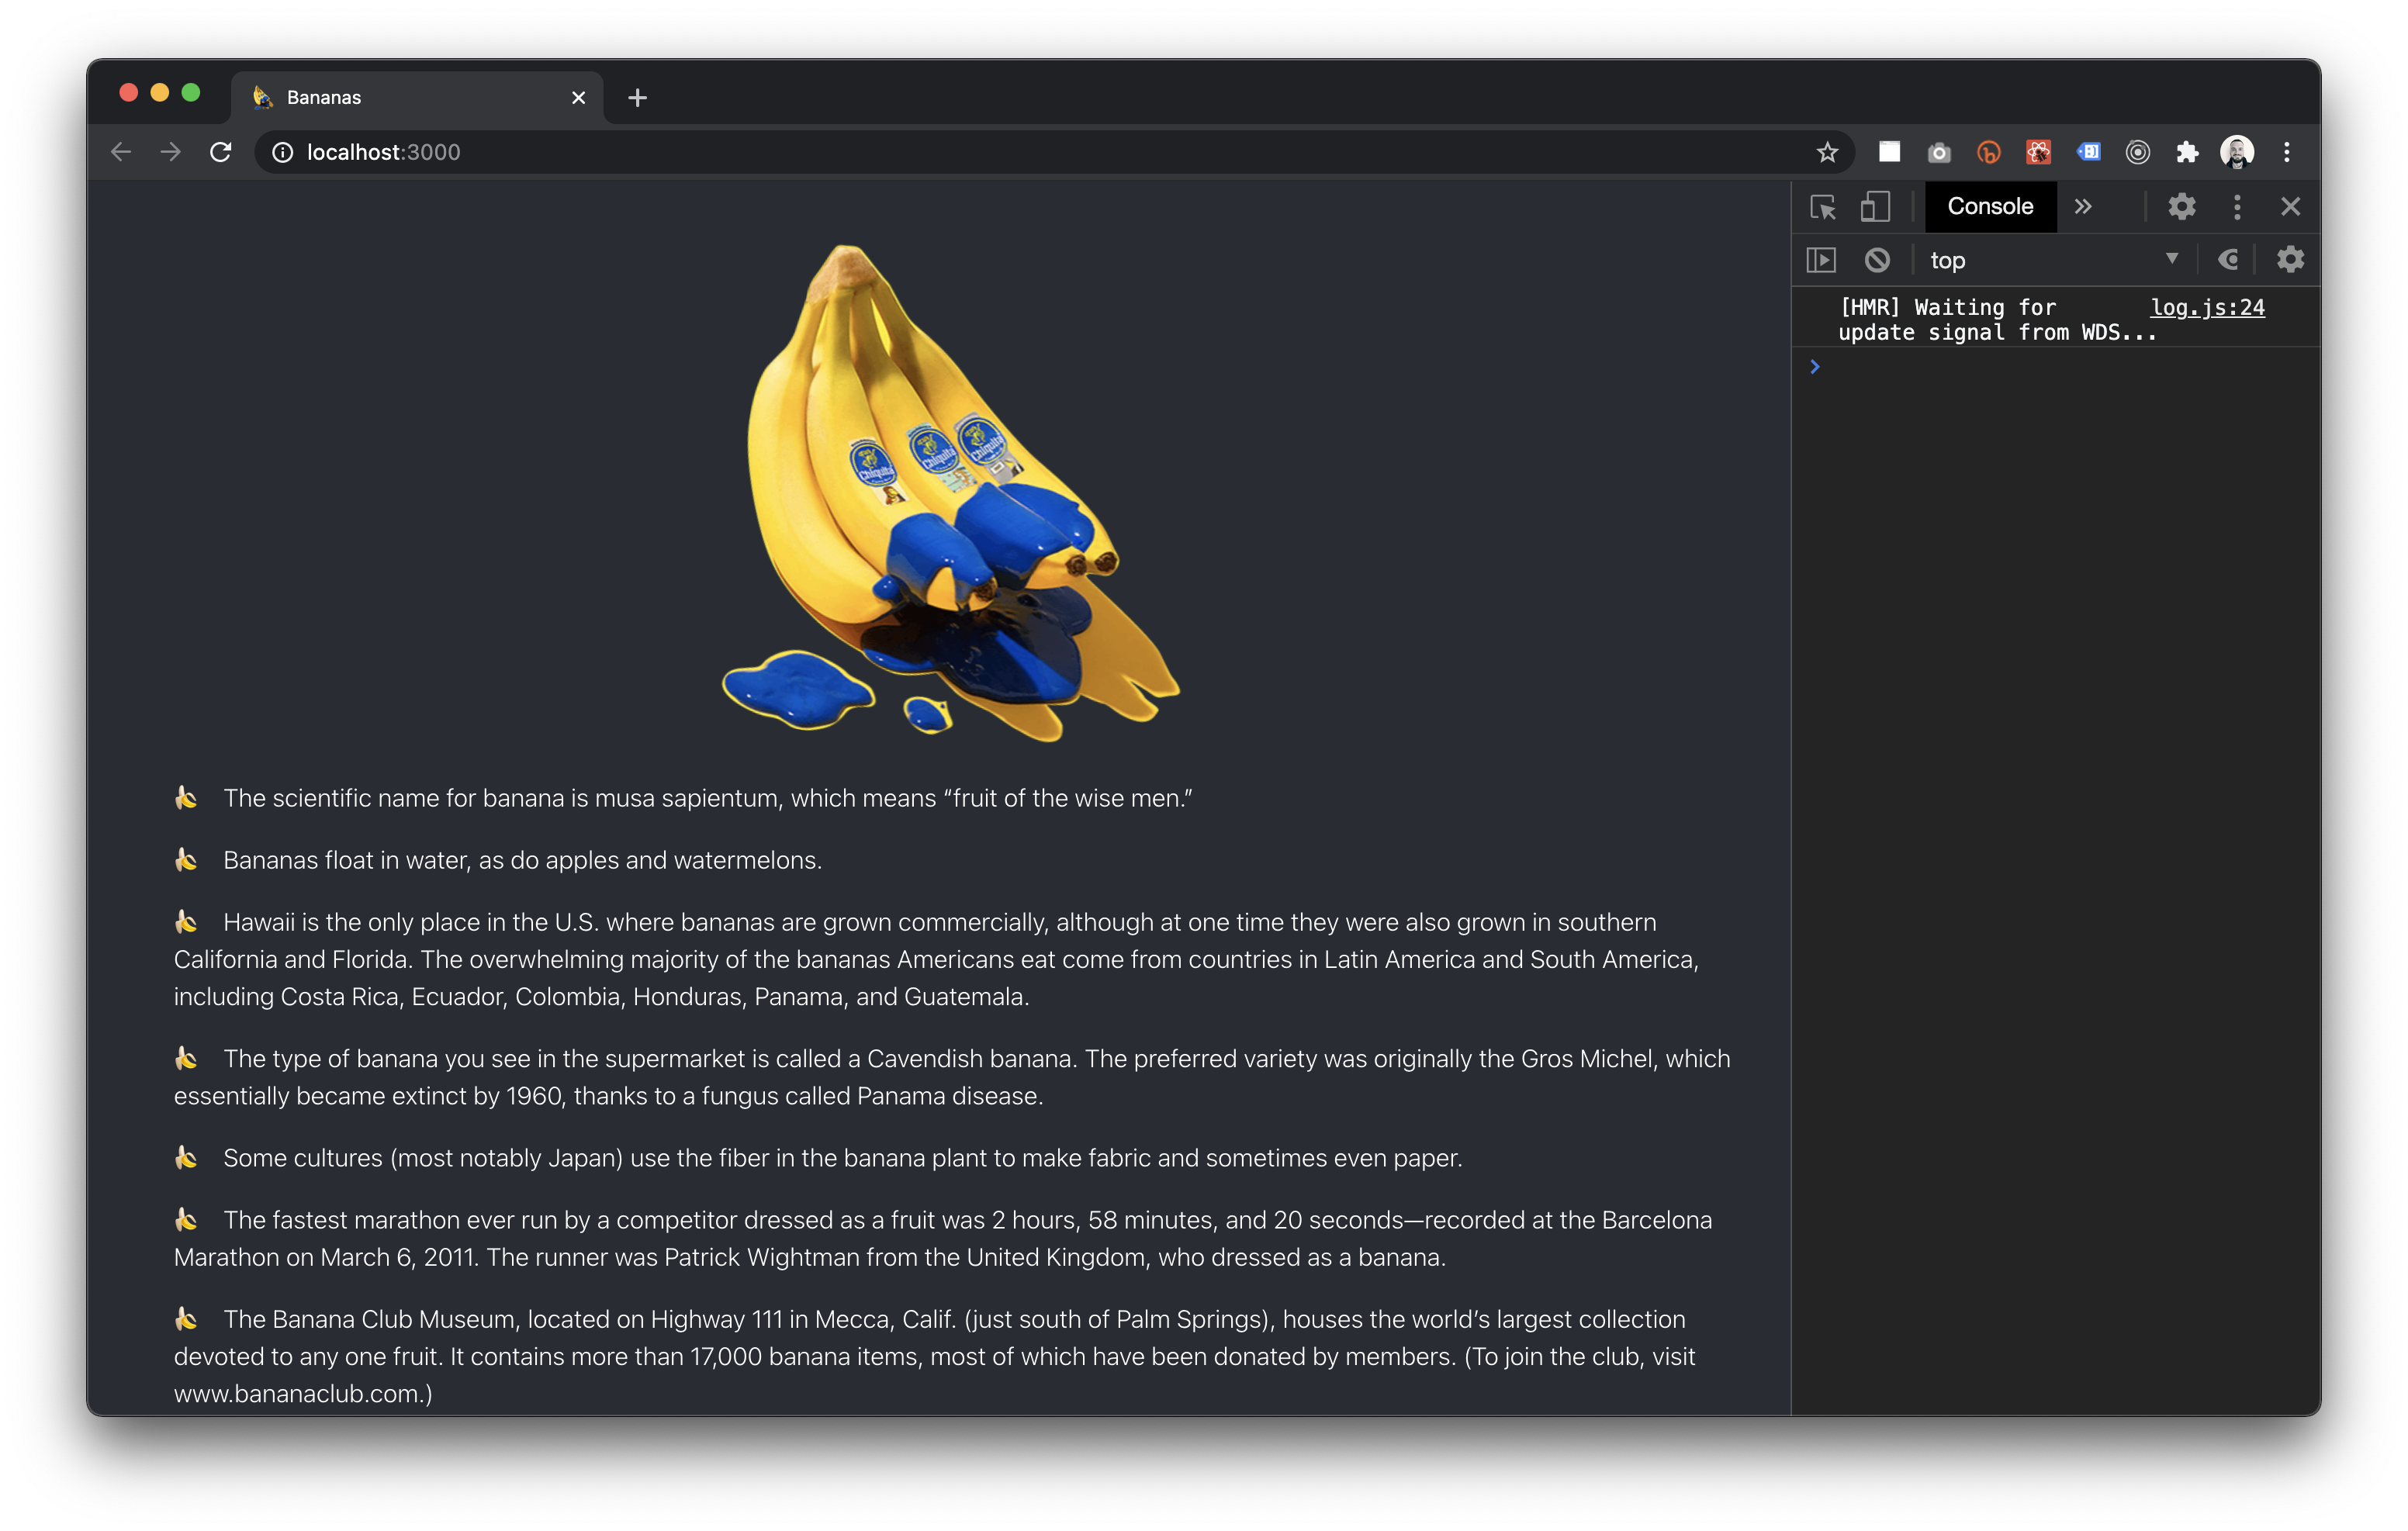 Bananas
localhost:3000
Console
top
[HMR] Waiting for log.js:24
update signal from WDS...
Chiquita
Chiquita
Chiquita
The scientific name for banana is musa sapientum, which means “fruit of the wise men.”
Bananas float in water, as do apples and watermelons.
Hawaii is the only place in the U.S. where bananas are grown commercially, although at one time they were also grown in southern
California and Florida. The overwhelming majority of the bananas Americans eat come from countries in Latin America and South America,
including Costa Rica, Ecuador, Colombia, Honduras, Panama, and Guatemala.
The type of banana you see in the supermarket is called a Cavendish banana. The preferred variety was originally the Gros Michel, which
essentially became extinct by 1960, thanks to a fungus called Panama disease.
Some cultures (most notably Japan) use the fiber in the banana plant to make fabric and sometimes even paper.
The fastest marathon ever run by a competitor dressed as a fruit was 2 hours, 58 minutes, and 20 seconds—recorded at the Barcelona
Marathon on March 6, 2011. The runner was Patrick Wightman from the United Kingdom, who dressed as a banana.
The Banana Club Museum, located on Highway 111 in Mecca, Calif. (just south of Palm Springs), houses the world’s largest collection
devoted to any one fruit. It contains more than 17,000 banana items, most of which have been donated by members. (To join the club, visit
www.bananaclub.com.)